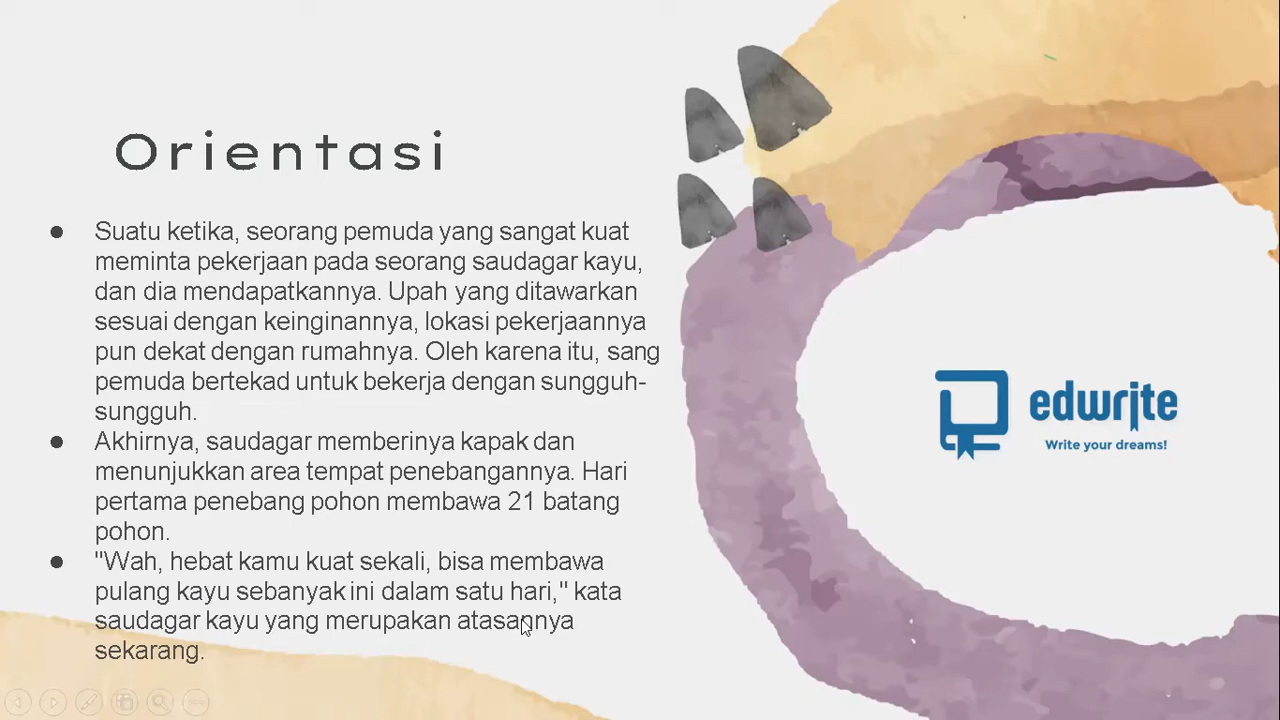 Orientasi
● Suatu ketika, seorang pemuda yang sangat kuat
meminta pekerjaan pada seorang saudagar kayu,
dan dia mendapatkannya. Upah yang ditawarkan
sesuai dengan keinginannya, lokasi pekerjaannya
pun dekat dengan rumahnya. Oleh karena itu, sang
pemuda bertekad untuk bekerja dengan sungguh-
sungguh.
● Akhirnya, saudagar memberinya kapak dan
menunjukkan area tempat penebangannya. Hari
pertama penebang pohon membawa 21 batang
pohon.
● "Wah, hebat kamu kuat sekali, bisa membawa
pulang kayu sebanyak ini dalam satu hari," kata
saudagar kayu yang merupakan atasannya
sekarang.
edwrite
Write your dreams!